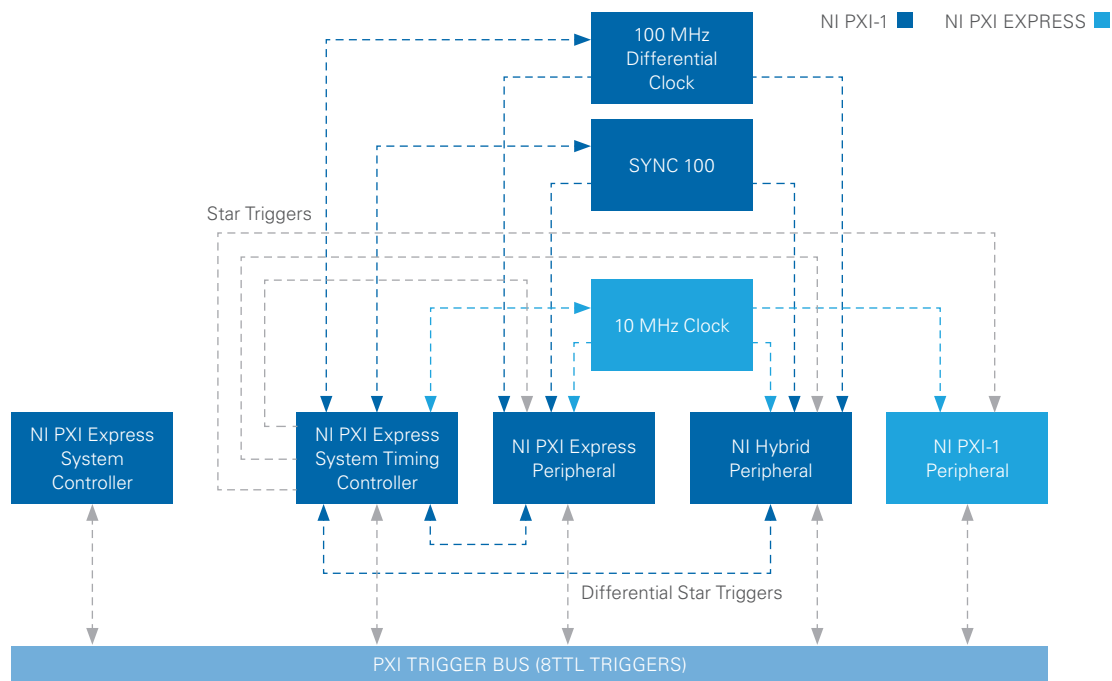 NI PXI-1
NI PXI EXPRESS
100 MHz
Differential
Clock
SYNC 100
Star Triggers
10 MHz Clock
NI PXI Express
System
Controller
NI PXI Express
System Timing
Controller
NI PXI Express
Peripheral
NI Hybrid
Peripheral
NI PXI-1
Peripheral
Differential Star Triggers
PXI TRIGGER BUS (8TTL TRIGGERS)